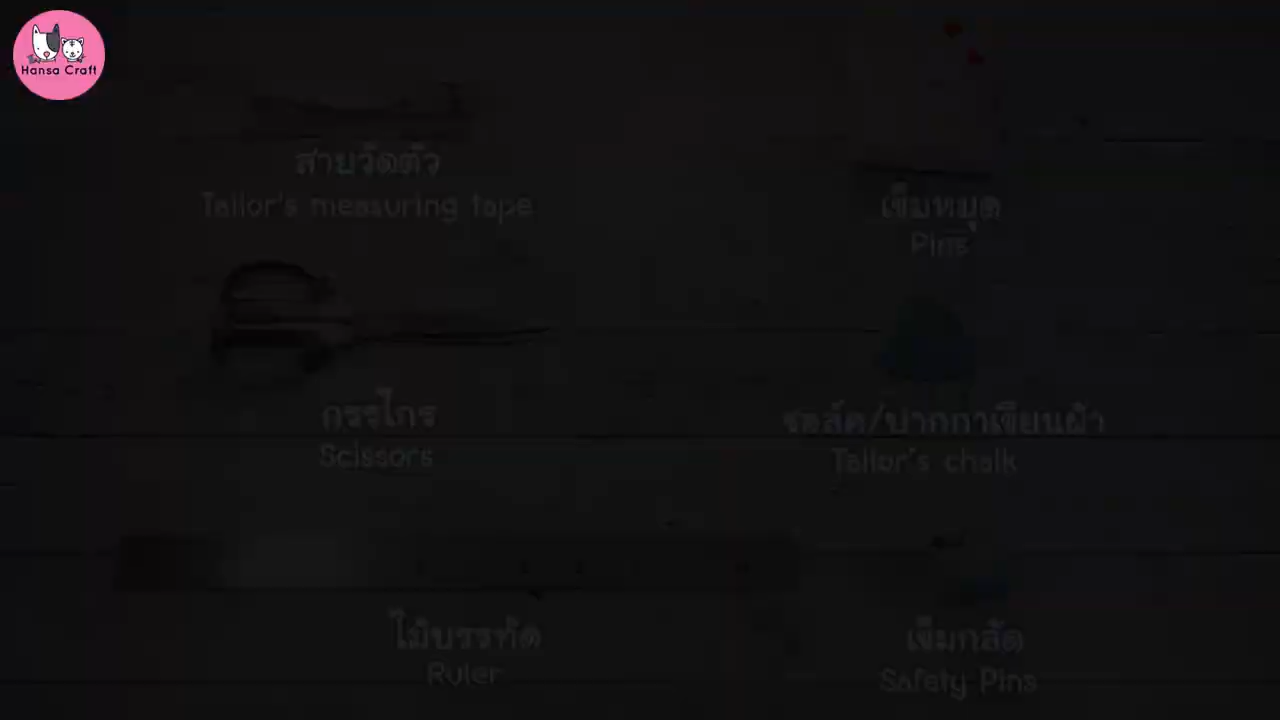 Hansa Craft
สายวัดตัว
Tailor's measuring tape
เข็มหมุด
Pins
กรรไกร
Scissors
ชอล์ค/ปากกาเขียนผ้า
Tailor's chalk
ไม้บรรทัด
Ruler
เข็มกลัด
Safety Pins